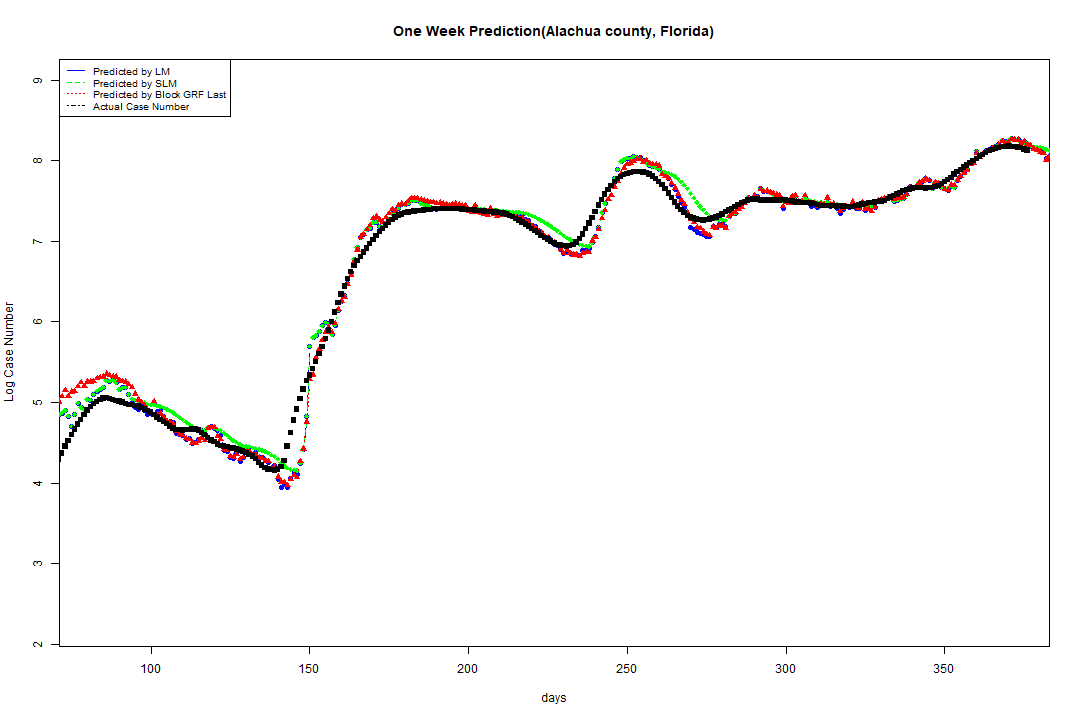 One Week Prediction(Alachua county, Florida)
Predicted by LM
Predicted by SLM
Predicted by Block GRF Last
Actual Case Number
9
8
7
6
5
4
3
2
Log Case Number
100 150 200 250 300 350
days